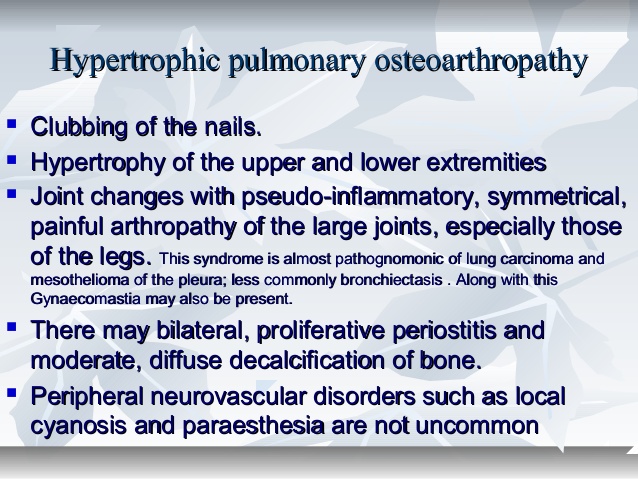 Hypertrophic pulmonary osteoarthropathy
Clubbing of the nails.
Hypertrophy of the upper and lower extremities
Joint changes with pseudo-inflammatory, symmetrical,
painful arthropathy of the large joints, especially those
of the legs. This syndrome is almost pathognomonic of lung carcinoma and
mesothelioma of the pleura; less commonly bronchiectasis . Along with this
Gynaecomastia may also be present.
There may bilateral, proliferative periostitis and
moderate, diffuse decalcification of bone.
Peripheral neurovascular disorders such as local
cyanosis and paraesthesia are not uncommon